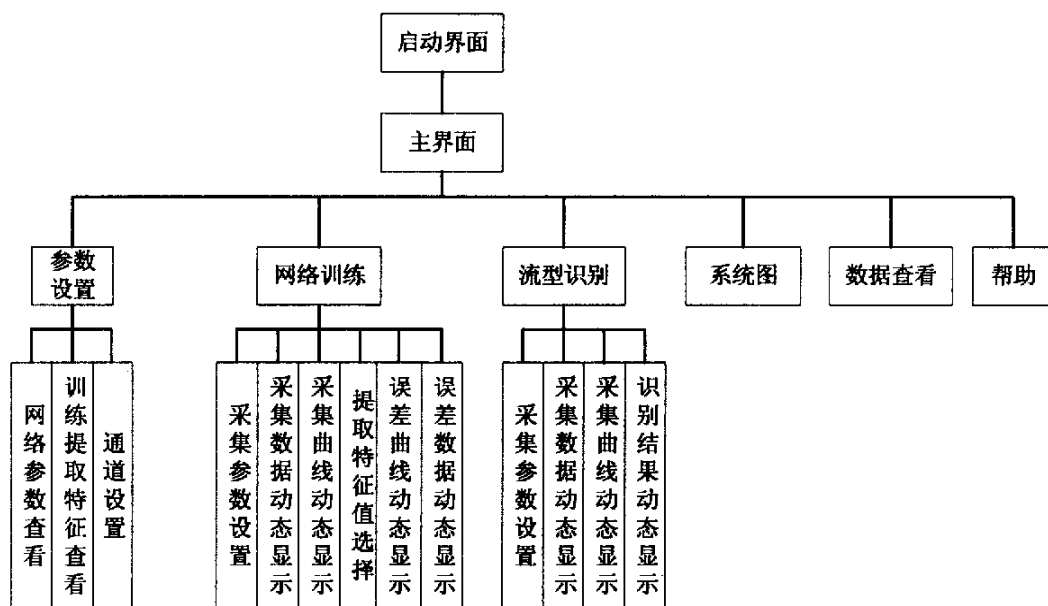 启动界面
主界面
参数
设置
网络训练
流型识别
系统图
数据查看
帮助
网络参数查看
训练提取特征查看
通道设置
采集参数设置
采集数据动态显示
采集曲线动态显示
提取特征值选择
误差曲线动态显示
误差数据动态显示
采集参数设置
采集数据动态显示
采集曲线动态显示
识别结果动态显示